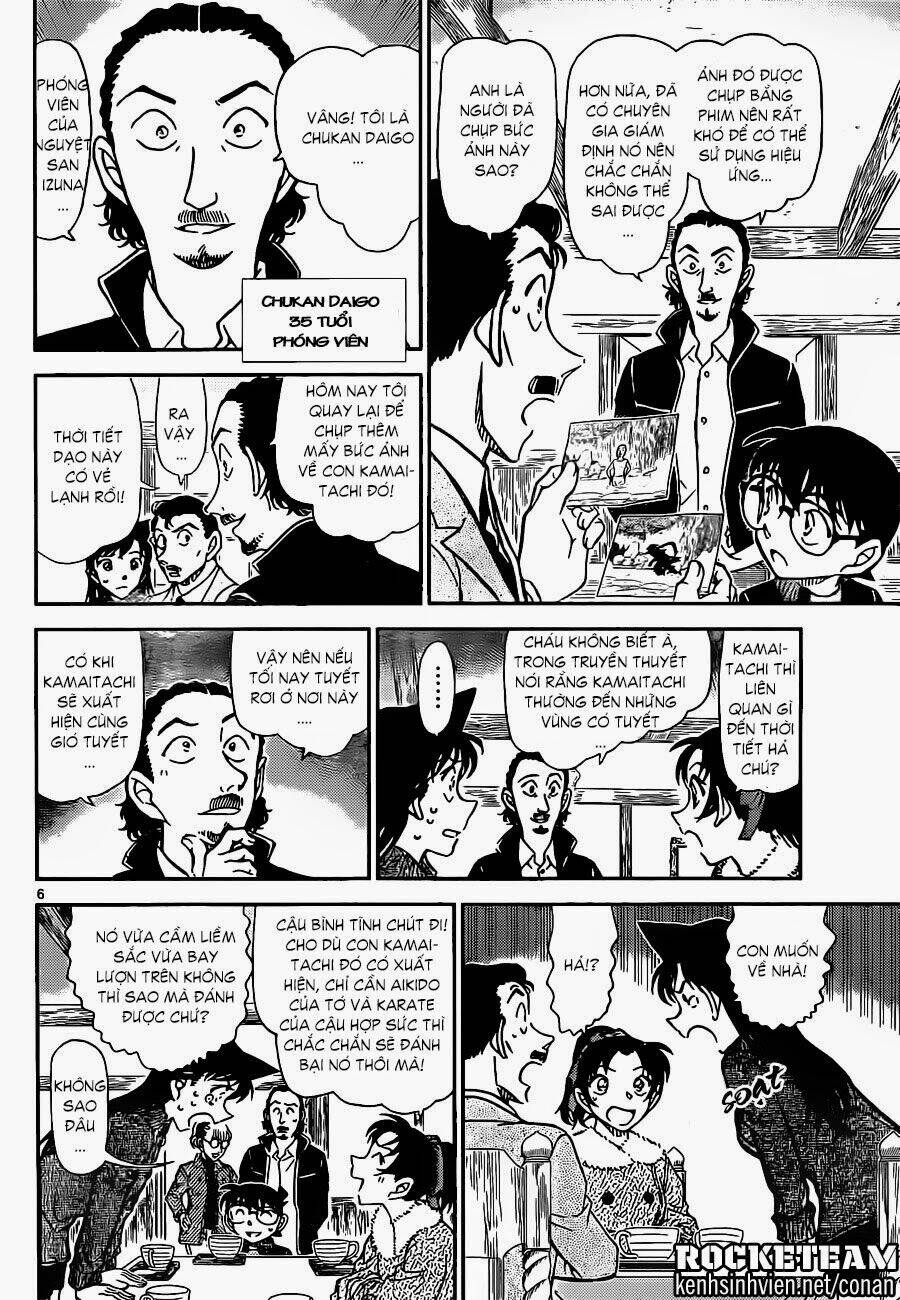 ẢNH ĐÓ ĐƯỢC
CHỤP BẰNG
PHIM NÊN RẤT
KHÓ ĐỂ CÓ THỂ
SỬ DỤNG HIỆU
ỨNG...
HƠN NỮA, ĐÃ
CÓ CHUYÊN
GIA GIÁM
ĐỊNH NÓ NÊN
CHẮC CHẮN
KHÔNG THỂ
SAI ĐƯỢC
...
ANH LÀ
NGƯỜI ĐÃ
CHỤP BỨC
ẢNH NÀY
SAO?
VÂNG! TÔI LÀ
CHUKAN DAIGO
...
PHÓNG
VIÊN
CỦA
NGUYỆT
SAN
IZUNA
...
CHUKAN DAIGO
35 TUỔI
PHÓNG VIÊN
HÔM NAY TÔI
QUAY LẠI ĐỂ
CHỤP THÊM
MẤY BỨC ẢNH
VỀ CON KAMAI-
TACHI ĐÓ!
RA
VẬY
...
THỜI TIẾT
DẠO NÀY
CÓ VẺ
LẠNH RỒI!
KAMAI-
TACHI THÌ
LIÊN
QUAN GÌ
ĐẾN THỜI
TIẾT HẢ
CHÚ?
CHÁU KHÔNG BIẾT À,
TRONG TRUYỀN THUYẾT
NÓI RẰNG KAMAITACHI
THƯỜNG ĐẾN NHỮNG
VÙNG CÓ TUYẾT
...
......
VẬY NÊN NẾU
TỐI NAY TUYẾT
RƠI Ở NƠI NÀY
....
CÓ KHI
KAMAITACHI
SẼ XUẤT
HIỆN CÙNG
GIÓ TUYẾT
...
6
CON MUỐN
VỀ NHÀ!
HẢ!?
SOẠT
CẬU BÌNH TĨNH CHÚT ĐI!
CHO DÙ CON KAMAI-
TACHI ĐÓ CÓ XUẤT
HIỆN, CHỈ CẦN AIKIDO
CỦA TỚ VÀ KARATE
CỦA CẬU HỢP SỨC THÌ
CHẮC CHẮN SẼ ĐÁNH
BẠI NÓ THÔI MÀ!
NÓ VỪA CẦM LIỀM
SẮC VỪA BAY
LƯỢN TRÊN KHÔNG
THÌ SAO MÀ ĐÁNH
ĐƯỢC CHỨ?
KHÔNG
SAO
ĐÂU
ROCKETEAM
kenhsinhvien.net/conan